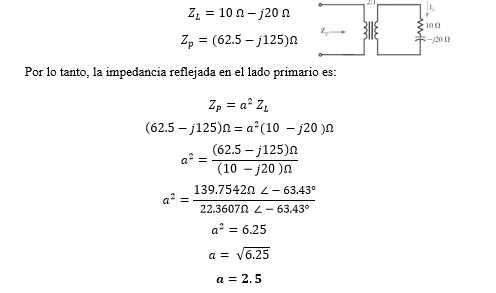 Z_L = 10 Ω − j20 Ω
Z_p = (62.5 − j125)Ω
2:1
I_L
Z_p
10 Ω
−j20 Ω
Por lo tanto, la impedancia reflejada en el lado primario es:
Z_P = a² Z_L
(62.5 − j125)Ω = a²(10 − j20 )Ω
a² = (62.5 − j125)Ω / (10 − j20 )Ω
a² = 139.7542Ω ∠ − 63.43° / 22.3607Ω ∠ − 63.43°
a² = 6.25
a = √6.25
a = 2.5